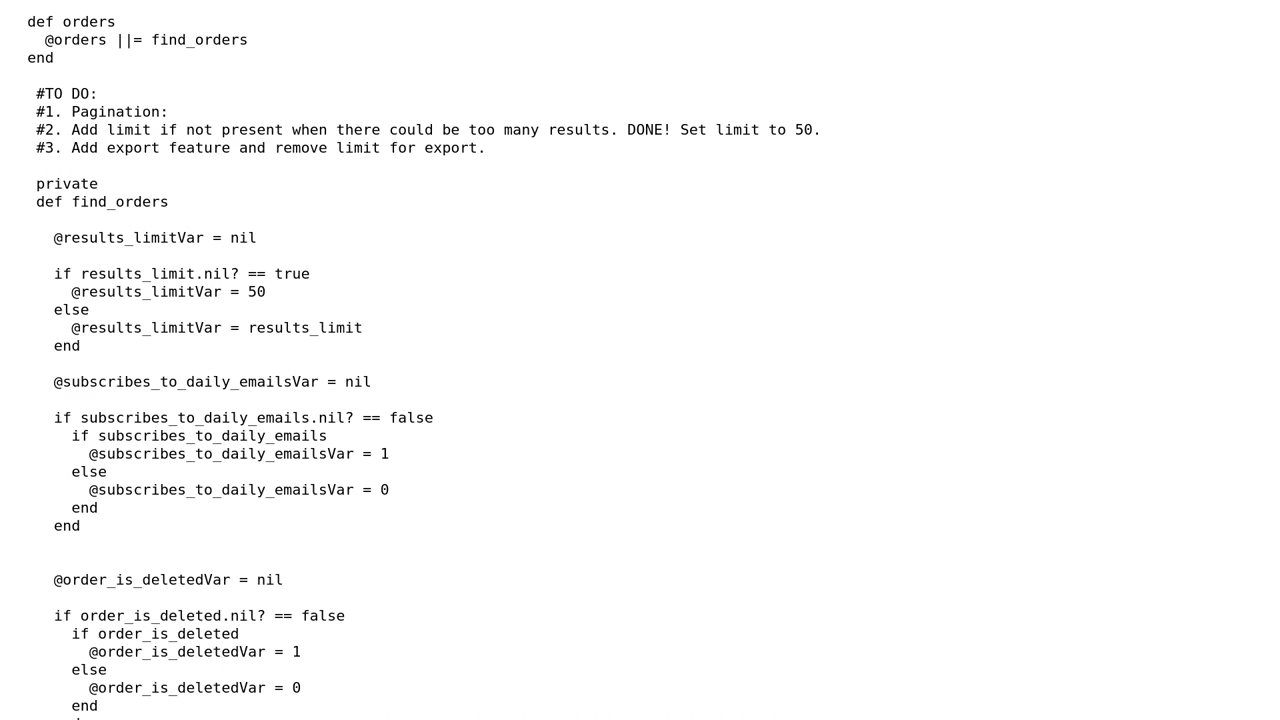 def orders
@orders ||= find_orders
end
#TO DO:
#1. Pagination:
#2. Add limit if not present when there could be too many results. DONE! Set limit to 50.
#3. Add export feature and remove limit for export.
private
def find_orders
@results_limitVar = nil
if results_limit.nil? == true
@results_limitVar = 50
else
@results_limitVar = results_limit
end
@subscribes_to_daily_emailsVar = nil
if subscribes_to_daily_emails.nil? == false
if subscribes_to_daily_emails
@subscribes_to_daily_emailsVar = 1
else
@subscribes_to_daily_emailsVar = 0
end
end
@order_is_deletedVar = nil
if order_is_deleted.nil? == false
if order_is_deleted
@order_is_deletedVar = 1
else
@order_is_deletedVar = 0
end